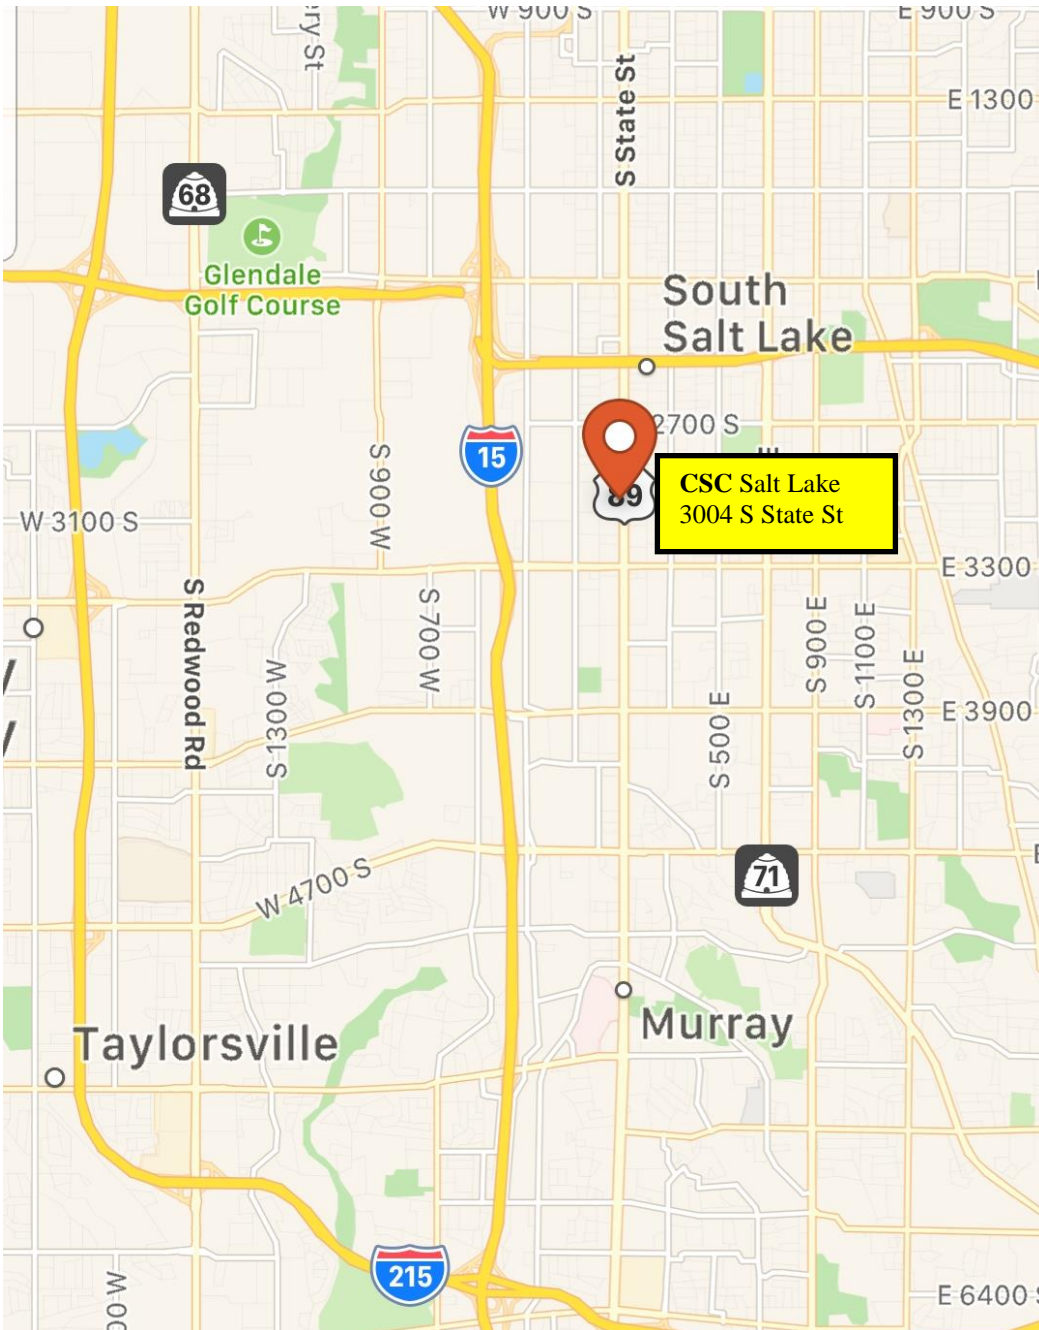 W 900 S
E 900 S
ery St
S State St
E 1300
68
Glendale
Golf Course
South
Salt Lake
2700 S
S 900 W
15
89
CSC Salt Lake
3004 S State St
W 3100 S
E 3300
S Redwood Rd
S 700 W
S 1300 W
S 900 E
S 1100 E
S 1300 E
S 500 E
E 3900
71
W 4700 S
Murray
Taylorsville
215
E 6400 S